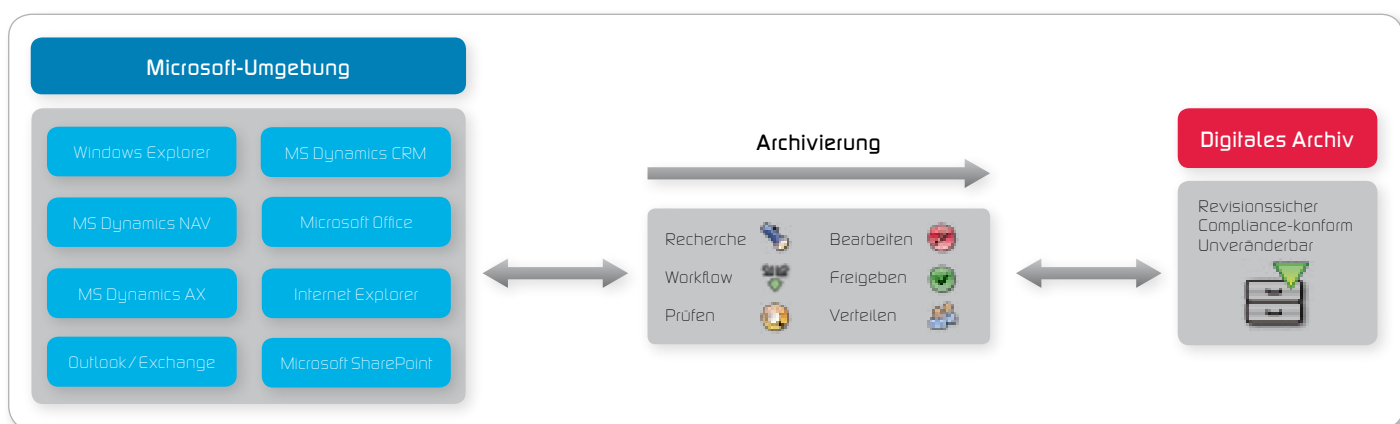 Microsoft-Umgebung
Windows Explorer
MS Dynamics CRM
MS Dynamics NAV
Microsoft Office
MS Dynamics AX
Internet Explorer
Outlook/Exchange
Microsoft SharePoint
Archivierung
Recherche
Bearbeiten
Workflow
Freigeben
Prüfen
Verteilen
Digitales Archiv
Revisionssicher
Compliance-konform
Unveränderbar